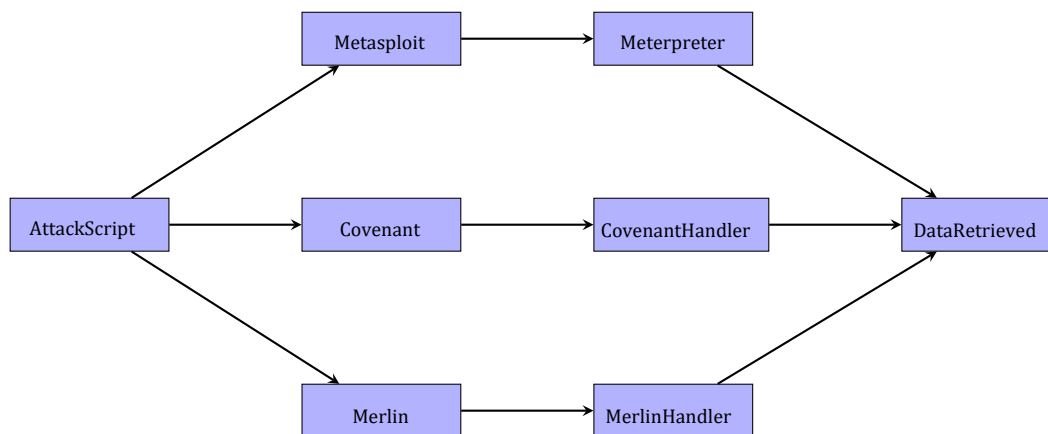 Metasploit
Meterpreter
AttackScript
Covenant
CovenantHandler
DataRetrieved
Merlin
MerlinHandler